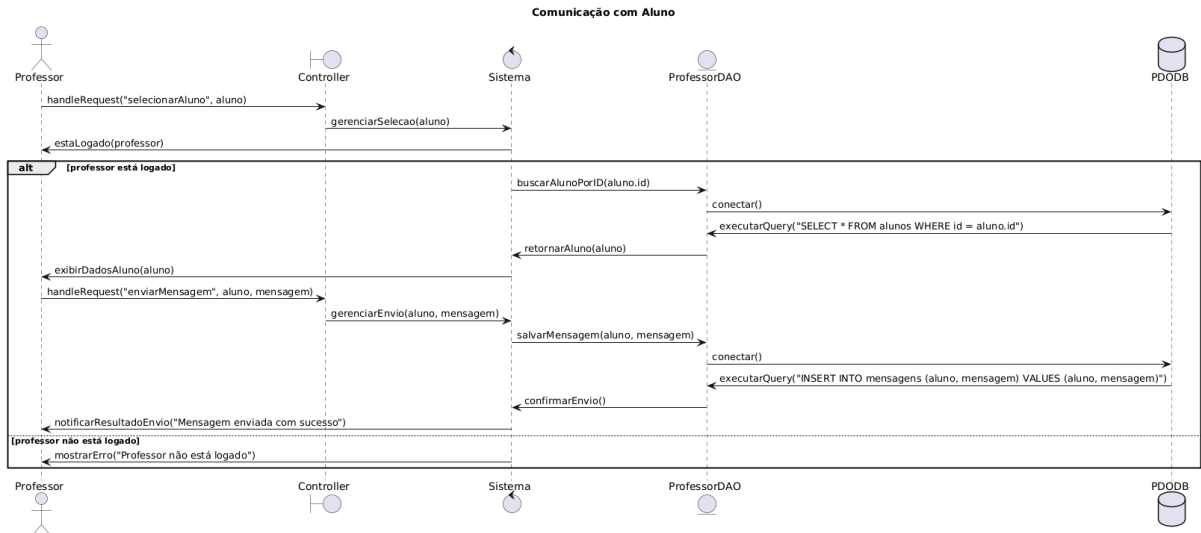 Comunicação com Aluno
Professor
Controller
Sistema
ProfessorDAO
PDODB
handleRequest("selecionarAluno", aluno)
gerenciarSelecao(aluno)
estaLogado(professor)
alt
[professor está logado]
buscarAlunoPorID(aluno.id)
conectar()
executarQuery("SELECT * FROM alunos WHERE id = aluno.id")
retornarAluno(aluno)
exibirDadosAluno(aluno)
handleRequest("enviarMensagem", aluno, mensagem)
gerenciarEnvio(aluno, mensagem)
salvarMensagem(aluno, mensagem)
conectar()
executarQuery("INSERT INTO mensagens (aluno, mensagem) VALUES (aluno, mensagem)")
confirmarEnvio()
notificarResultadoEnvio("Mensagem enviada com sucesso")
[professor não está logado]
mostrarErro("Professor não está logado")
Professor
Controller
Sistema
ProfessorDAO
PDODB